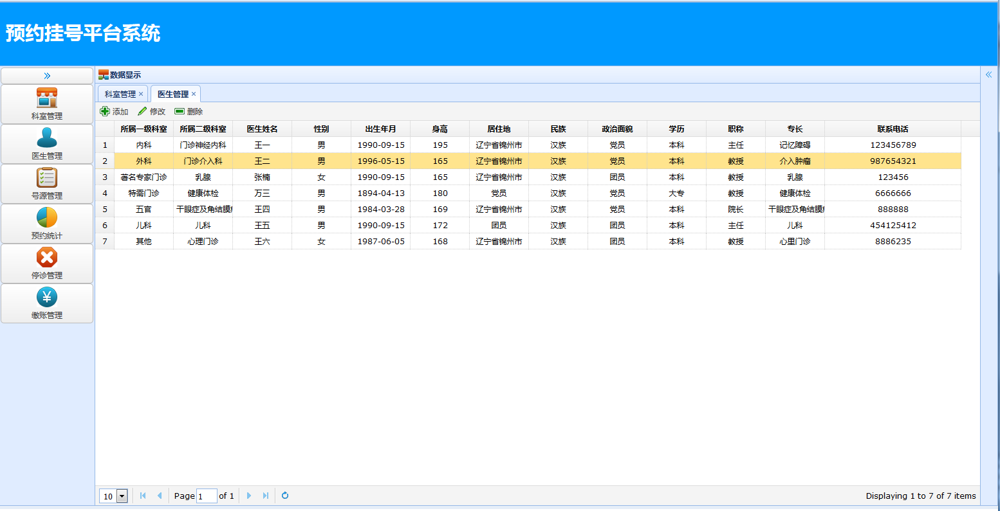 预约挂号平台系统
数据显示
科室管理 医生管理
添加 修改 删除
科室管理
医生管理
号源管理
预约统计
停诊管理
缴账管理
所属一级科室 所属二级科室 医生姓名 性别 出生年月 身高 居住地 民族 政治面貌 学历 职称 专长 联系电话
1 内科 门诊神经内科 王一 男 1990-09-15 195 辽宁省锦州市 汉族 党员 本科 主任 记忆障碍 123456789
2 外科 门诊介入科 王二 男 1996-05-15 165 辽宁省锦州市 汉族 党员 本科 教授 介入肿瘤 987654321
3 著名专家门诊 乳腺 张楠 女 1990-09-15 165 辽宁省锦州市 汉族 团员 本科 教授 乳腺 123456
4 特需门诊 健康体检 万三 男 1894-04-13 180 党员 汉族 党员 大专 教授 健康体检 6666666
5 五官 干眼症及角结膜 王四 男 1984-03-28 169 辽宁省锦州市 汉族 党员 本科 院长 干眼症及角结膜 888888
6 儿科 儿科 王五 男 1990-09-15 172 团员 汉族 团员 本科 主任 儿科 454125412
7 其他 心理门诊 王六 女 1987-06-05 168 辽宁省锦州市 汉族 团员 本科 教授 心里门诊 8886235
10 Page 1 of 1 Displaying 1 to 7 of 7 items